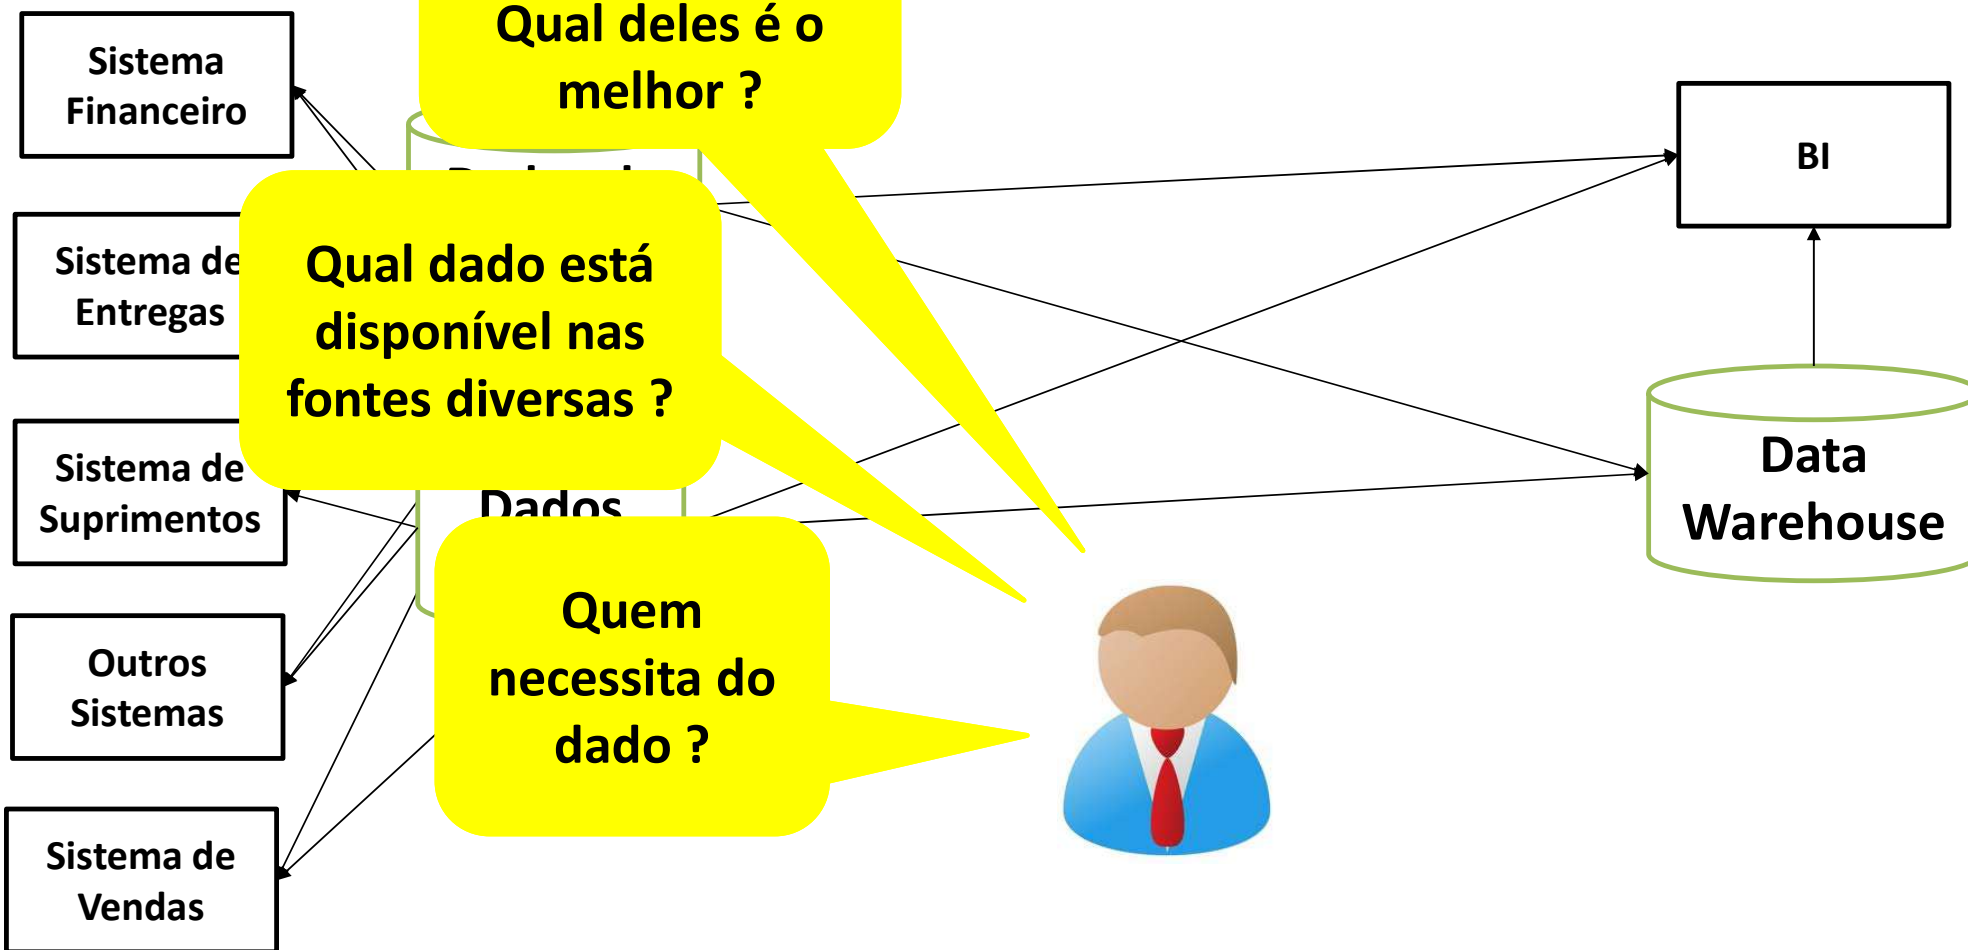 Sistema
Financeiro
Qual deles é o
melhor ?
BI
Sistema de
Entregas
Qual dado está
disponível nas
fontes diversas ?
Sistema de
Suprimentos
Dados
Data
Warehouse
Quem
necessita do
dado ?
Outros
Sistemas
Sistema de
Vendas